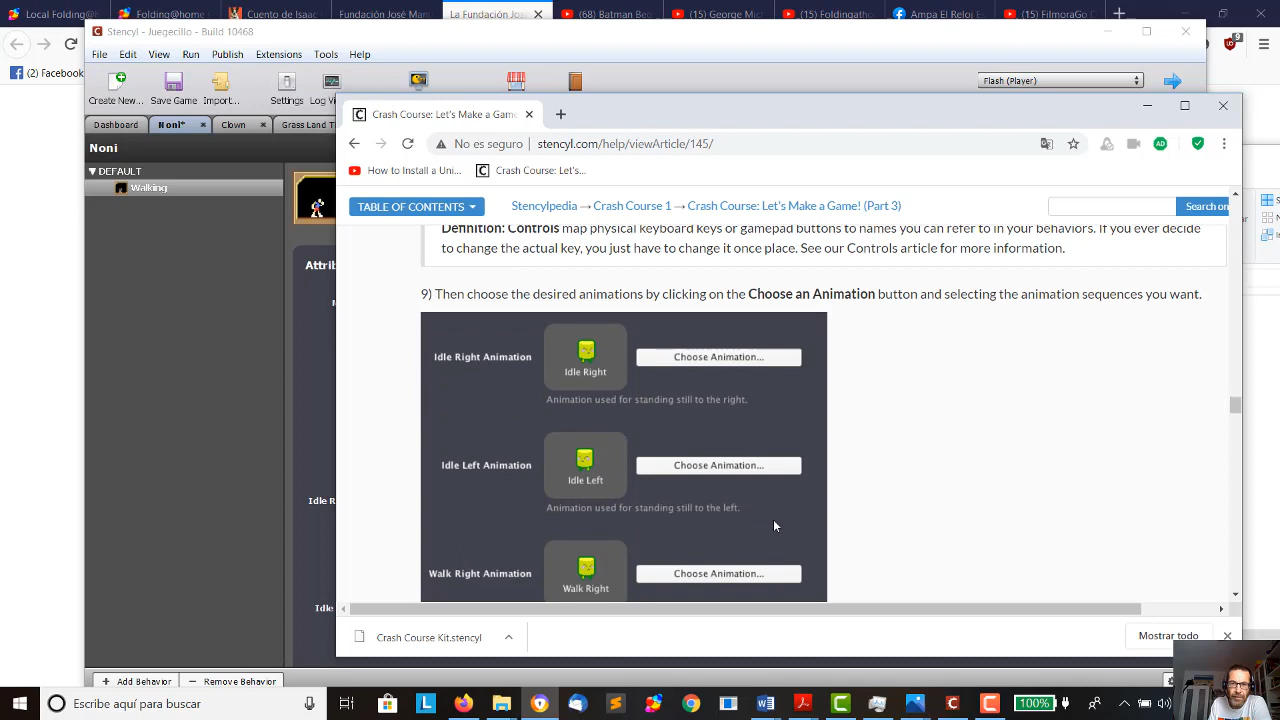 Local Folding@
Folding@home
Cuento de Isaac
Fundación José Man
La Fundación Jos
(68) Batman Be
(15) George Mic
(15) Foldingatho
Ampa El Reloj Es
(15) FilmoraGo C
Stencyl - Juegecillo - Build 10468
File Edit View Run Publish Extensions Tools Help
(2) Facebook
Create New...
Save Game
Import...
Settings
Log Vi
Flash (Player)
9
Dashboard
Noni*
Clown
Grass Land T
Noni
DEFAULT
Walking
Attrib
Idle R
Idle
Add Behavior
Remove Behavior
Crash Course: Let's Make a Game
No es seguro
stencyl.com/help/viewArticle/145/
How to Install a Uni...
Crash Course: Let's...
TABLE OF CONTENTS
Stencylpedia → Crash Course 1 → Crash Course: Let's Make a Game! (Part 3)
Search on
Definition: Controls map physical keyboard keys or gamepad buttons to names you can refer to in your behaviors. If you ever decide
to change the actual key, you just have to change it once place. See our Controls article for more information.
9) Then choose the desired animations by clicking on the Choose an Animation button and selecting the animation sequences you want.
Idle Right Animation
Idle Right
Choose Animation...
Animation used for standing still to the right.
Idle Left Animation
Idle Left
Choose Animation...
Animation used for standing still to the left.
Walk Right Animation
Walk Right
Choose Animation...
Crash Course Kit.stencyl
Mostrar todo
Escribe aquí para buscar
100%